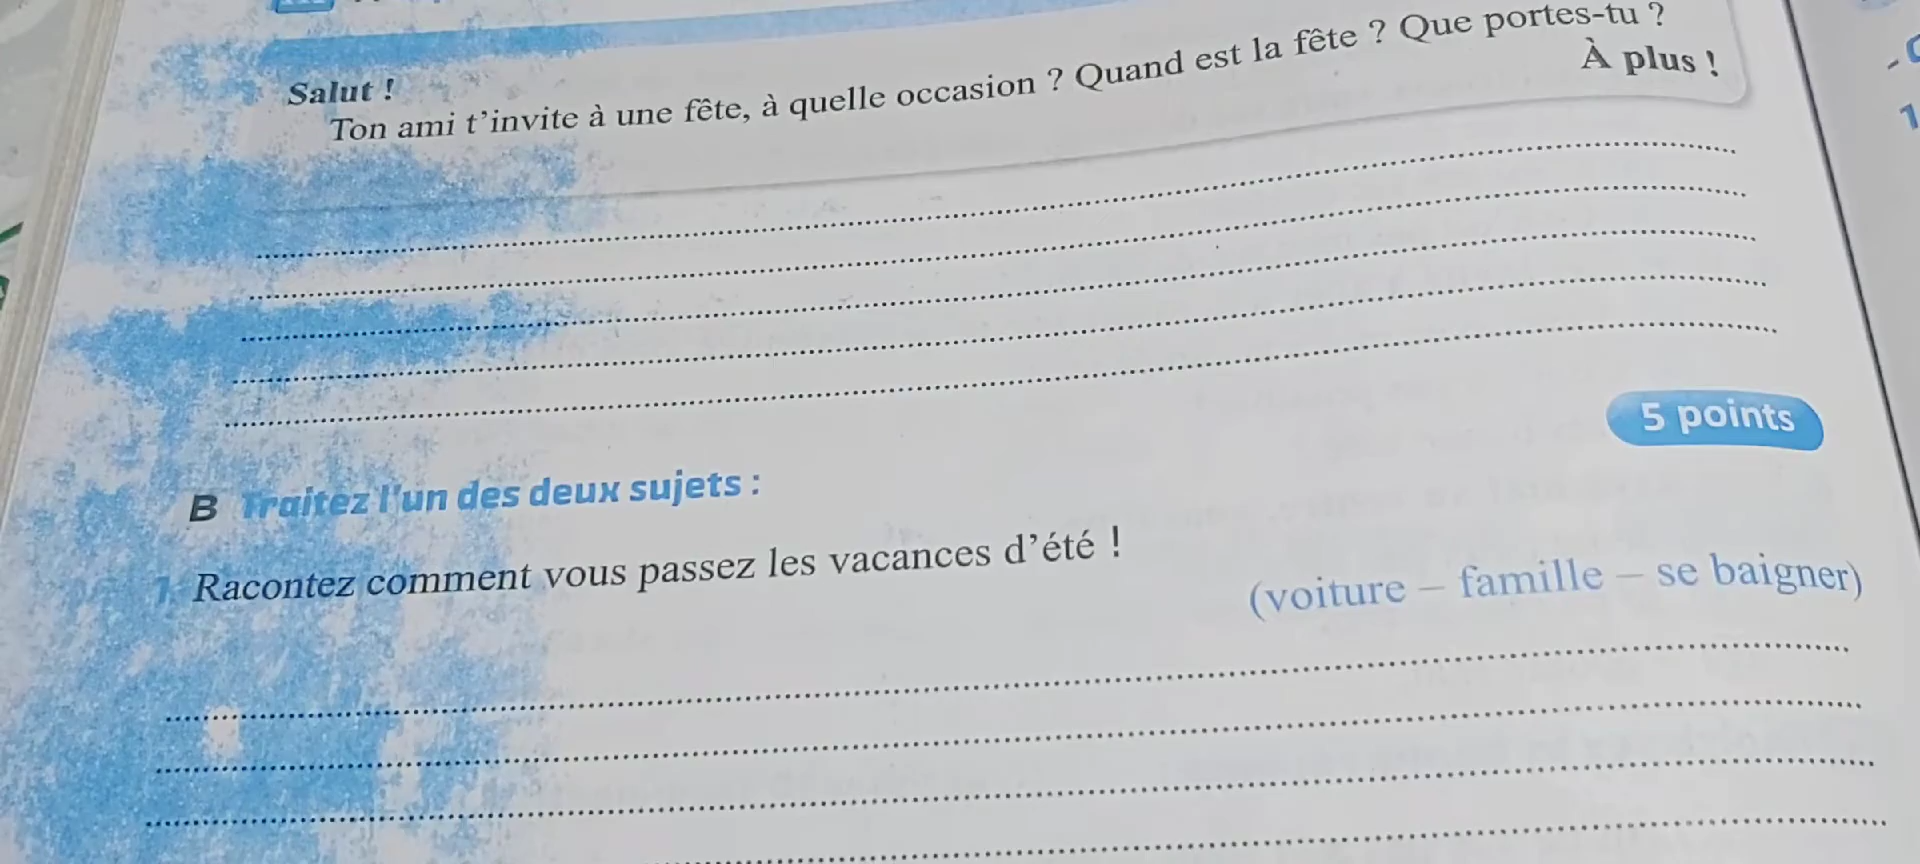 Salut !
Ton ami t'invite à une fête, à quelle occasion ? Quand est la fête ? Que portes-tu ?
À plus !
5 points
B Traitez l'un des deux sujets :
1. Racontez comment vous passez les vacances d'été !
(voiture – famille – se baigner)
1